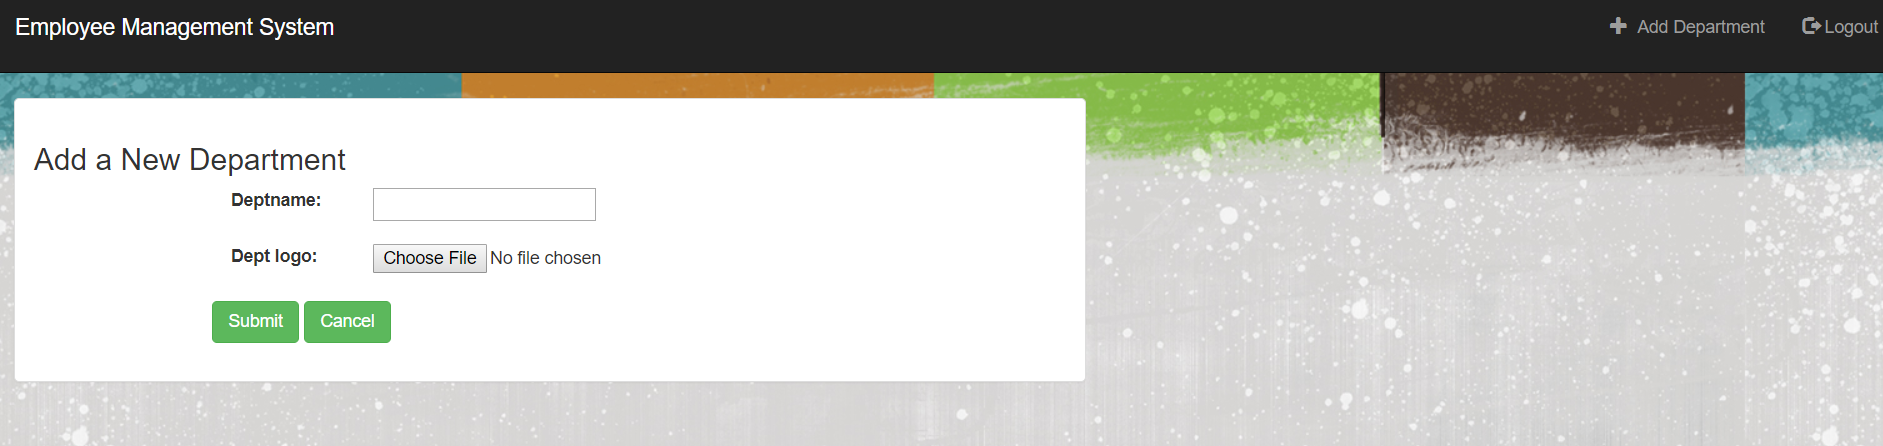 Employee Management System
Add Department
Logout
Add a New Department
Deptname:
Dept logo: Choose File No file chosen
Submit Cancel